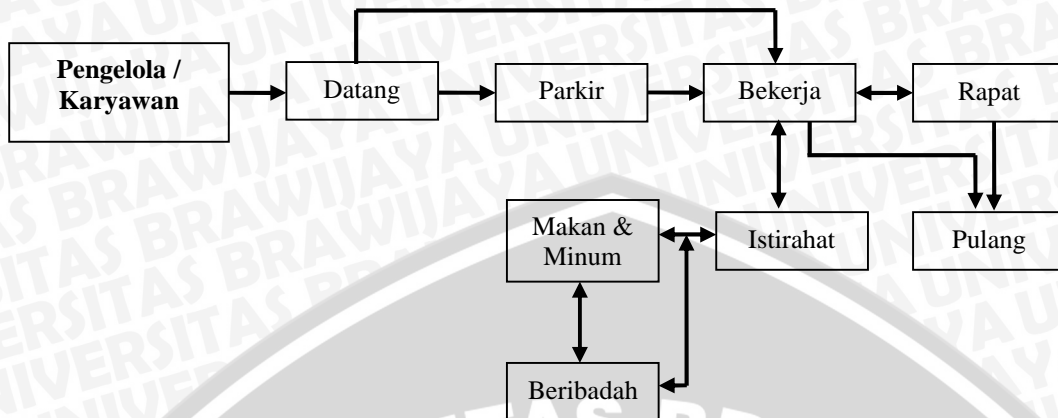 Pengelola /
Karyawan
Datang
Parkir
Bekerja
Rapat
Makan &
Minum
Istirahat
Pulang
Beribadah